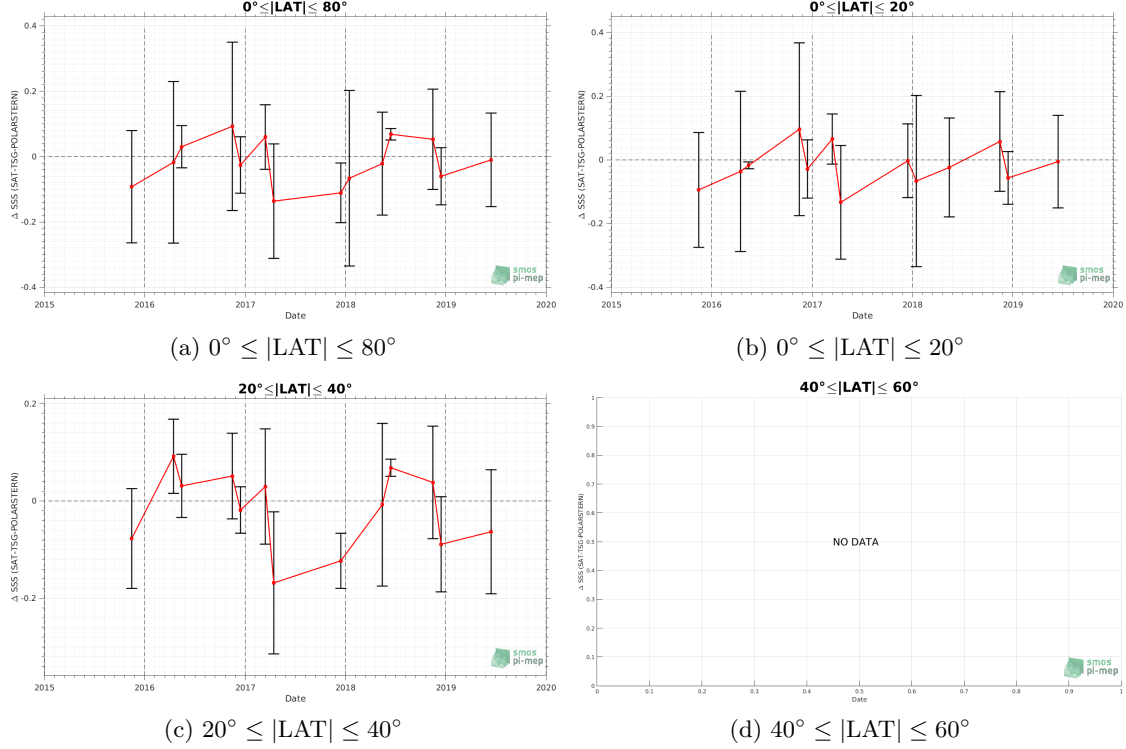 0°≤|LAT|≤ 80°
Δ SSS (SAT-TSG-POLARSTERN)
0.4
0.2
0
-0.2
-0.4
2015 2016 2017 2018 2019 2020
Date
smos
pi-mep
(a) 0° ≤ |LAT| ≤ 80°
0°≤|LAT|≤ 20°
Δ SSS (SAT-TSG-POLARSTERN)
0.4
0.2
0
-0.2
-0.4
2015 2016 2017 2018 2019 2020
Date
smos
pi-mep
(b) 0° ≤ |LAT| ≤ 20°
20°≤|LAT|≤ 40°
Δ SSS (SAT-TSG-POLARSTERN)
0.2
0
-0.2
2015 2016 2017 2018 2019 2020
Date
smos
pi-mep
(c) 20° ≤ |LAT| ≤ 40°
40°≤|LAT|≤ 60°
Δ SSS (SAT-TSG-POLARSTERN)
1
0.9
0.8
0.7
0.6
0.5
0.4
0.3
0.2
0.1
0
NO DATA
0 0.1 0.2 0.3 0.4 0.5 0.6 0.7 0.8 0.9 1
Date
smos
pi-mep
(d) 40° ≤ |LAT| ≤ 60°